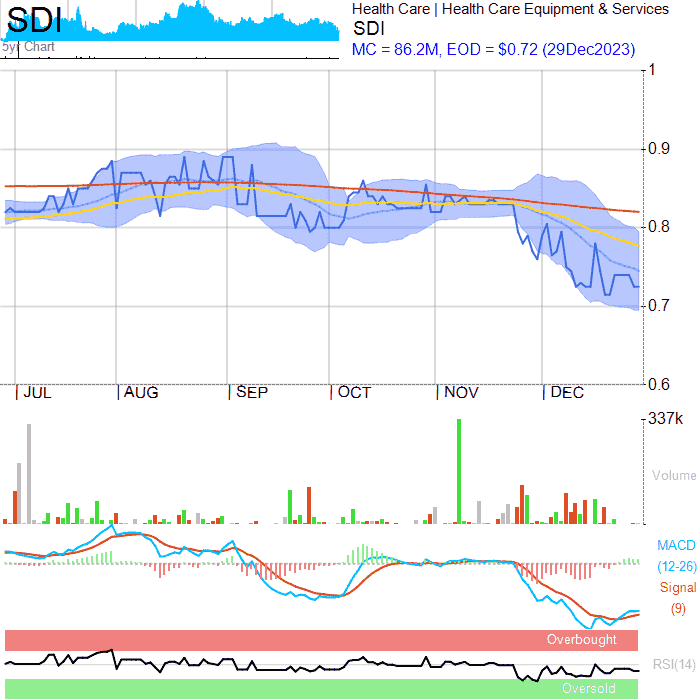 SDI
5yr Chart
Health Care | Health Care Equipment & Services
SDI
MC = 86.2M, EOD = $0.72 (29Dec2023)
1
0.9
0.8
0.7
0.6
JUL
AUG
SEP
OCT
NOV
DEC
337k
Volume
MACD
(12-26)
Signal
(9)
Overbought
RSI(14)
Oversold